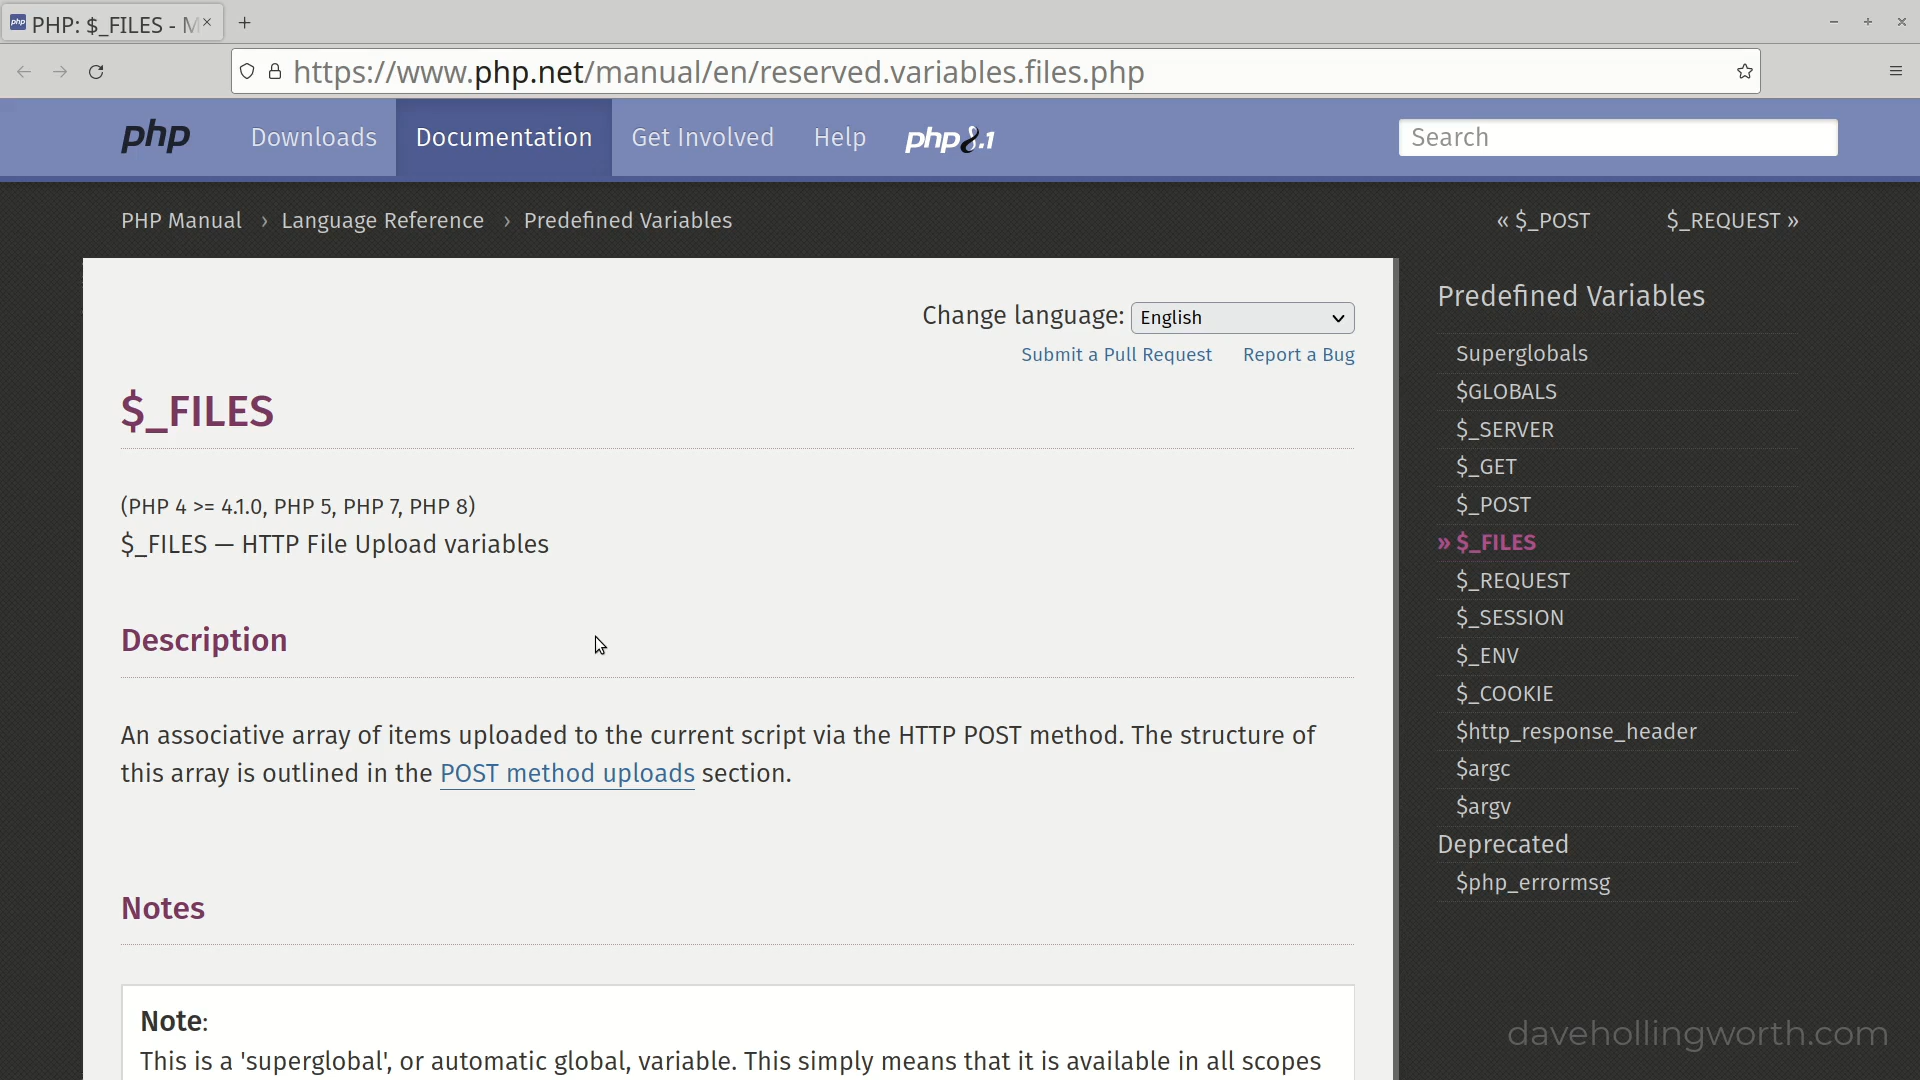 PHP: $_FILES - M
https://www.php.net/manual/en/reserved.variables.files.php
php
Downloads
Documentation
Get Involved
Help
php8.1
Search
PHP Manual › Language Reference › Predefined Variables
« $_POST
$_REQUEST »
Change language: English
Submit a Pull Request
Report a Bug
$_FILES
(PHP 4 >= 4.1.0, PHP 5, PHP 7, PHP 8)
$_FILES — HTTP File Upload variables
Description
An associative array of items uploaded to the current script via the HTTP POST method. The structure of
this array is outlined in the POST method uploads section.
Notes
Note:
This is a 'superglobal', or automatic global, variable. This simply means that it is available in all scopes
Predefined Variables
Superglobals
$GLOBALS
$_SERVER
$_GET
$_POST
» $_FILES
$_REQUEST
$_SESSION
$_ENV
$_COOKIE
$http_response_header
$argc
$argv
Deprecated
$php_errormsg
davehollingworth.com